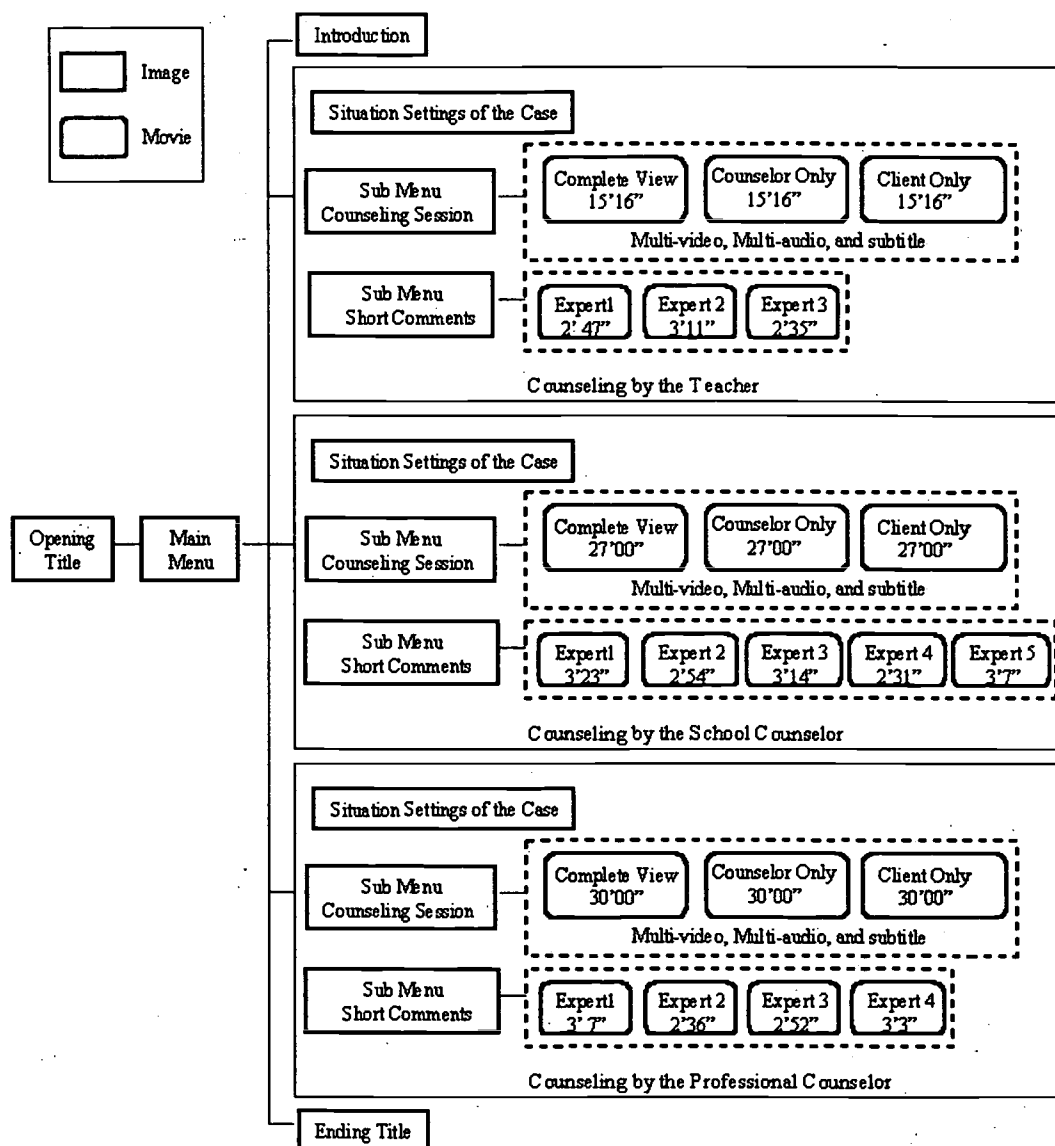 Image
Movie
Introduction
Situation Settings of the Case
Sub Menu
Counseling Session
Complete View
15'16"
Counselor Only
15'16"
Client Only
15'16"
Multi-video, Multi-audio, and subtitle
Sub Menu
Short Comments
Expert1
2'47"
Expert 2
3'11"
Expert 3
2'35"
Counseling by the Teacher
Opening
Title
Main
Menu
Situation Settings of the Case
Sub Menu
Counseling Session
Complete View
27'00"
Counselor Only
27'00"
Client Only
27'00"
Multi-video, Multi-audio, and subtitle
Sub Menu
Short Comments
Expert1
3'23"
Expert 2
2'54"
Expert 3
3'14"
Expert 4
2'31"
Expert 5
3'7"
Counseling by the School Counselor
Situation Settings of the Case
Sub Menu
Counseling Session
Complete View
30'00"
Counselor Only
30'00"
Client Only
30'00"
Multi-video, Multi-audio, and subtitle
Sub Menu
Short Comments
Expert1
3'7"
Expert 2
2'36"
Expert 3
2'52"
Expert 4
3'3"
Counseling by the Professional Counselor
Ending Title